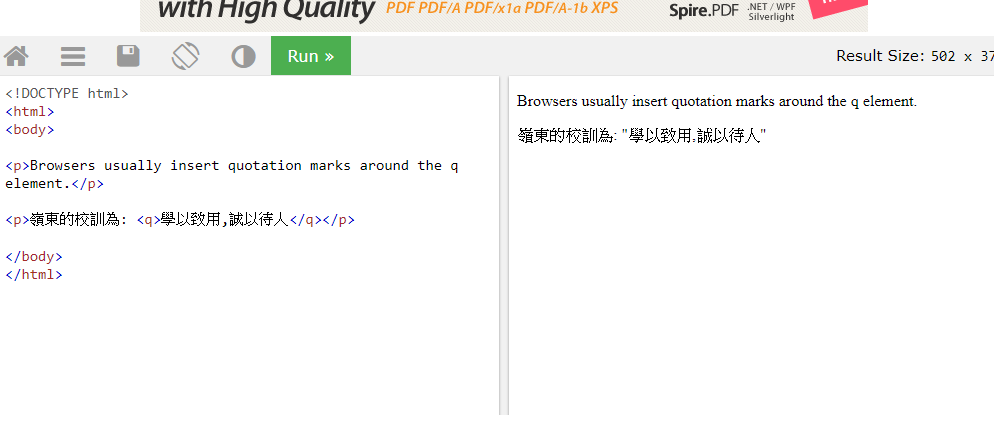 with High Quality PDF PDF/A PDF/x1a PDF/A-1b XPS Spire.PDF .NET / WPF
Silverlight
Run » Result Size: 502 x 37
<!DOCTYPE html>
<html>
<body>
<p>Browsers usually insert quotation marks around the q
element.</p>
<p>嶺東的校訓為: <q>學以致用,誠以待人</q></p>
</body>
</html>
Browsers usually insert quotation marks around the q element.
嶺東的校訓為: "學以致用,誠以待人"